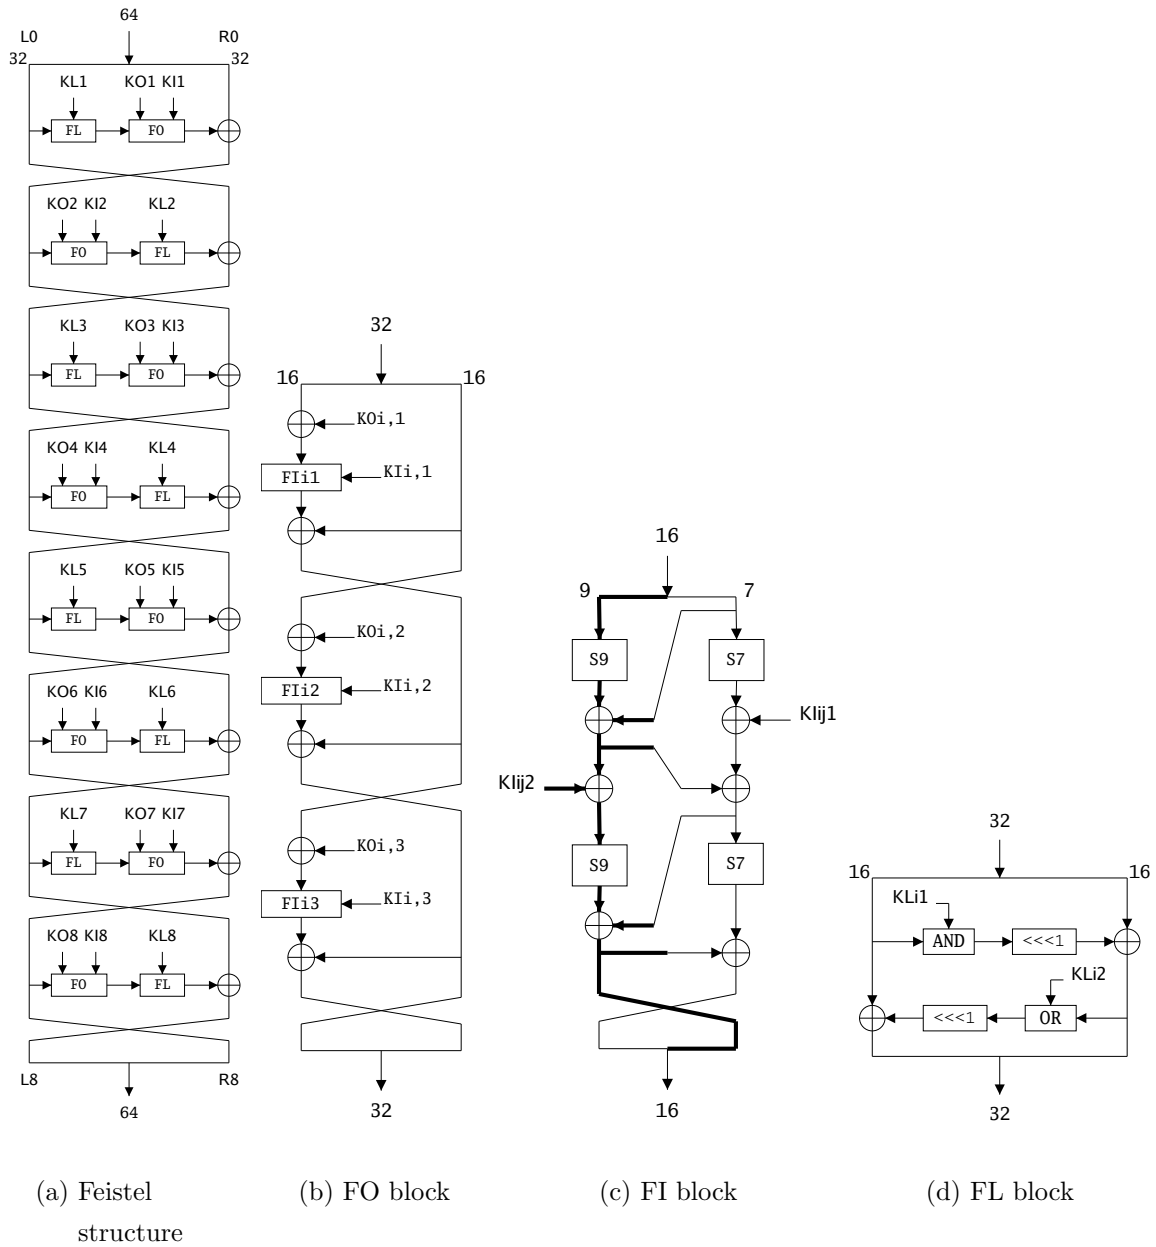 64
L0 R0
32 32
KL1 KO1 KI1
FL FO
KO2 KI2 KL2
FO FL
KL3 KO3 KI3
FL FO
KO4 KI4 KL4
FO FL
KL5 KO5 KI5
FL FO
KO6 KI6 KL6
FO FL
KL7 KO7 KI7
FL FO
KO8 KI8 KL8
FO FL
L8 R8
64
32
16 16
KOi,1
FIi1 KIi,1
KOi,2
FIi2 KIi,2
KOi,3
FIi3 KIi,3
32
16
9 7
S9 S7
KIij1
KIij2
S9 S7
16
32
16 16
KLi1
AND <<<1
KLi2
<<<1 OR
32
(a) Feistel
structure
(b) FO block
(c) FI block
(d) FL block